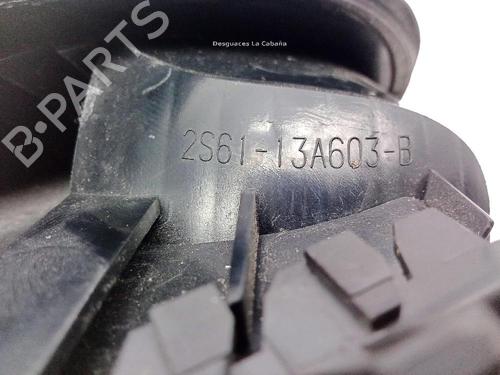 Desguaces La Cabaña
B-PARTS
2S61-13A603-B